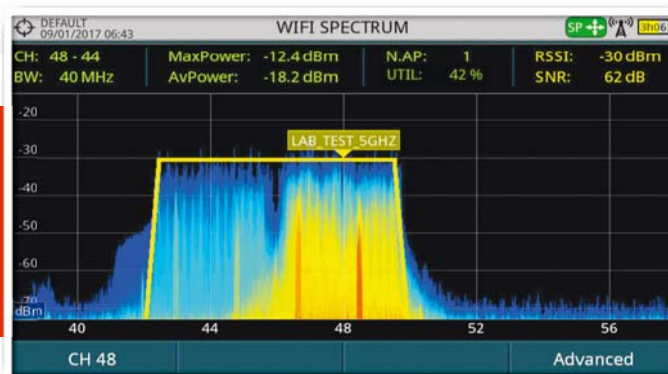 DEFAULT
09/01/2017 06:43
WIFI SPECTRUM
SP
3h06
CH: 48 - 44
MaxPower: -12.4 dBm
N.AP: 1
RSSI: -30 dBm
BW: 40 MHz
AvPower: -18.2 dBm
UTIL: 42 %
SNR: 62 dB
-20
LAB_TEST_5GHZ
-30
-40
-50
-60
-70
dBm
40 44 48 52 56
CH 48
Advanced